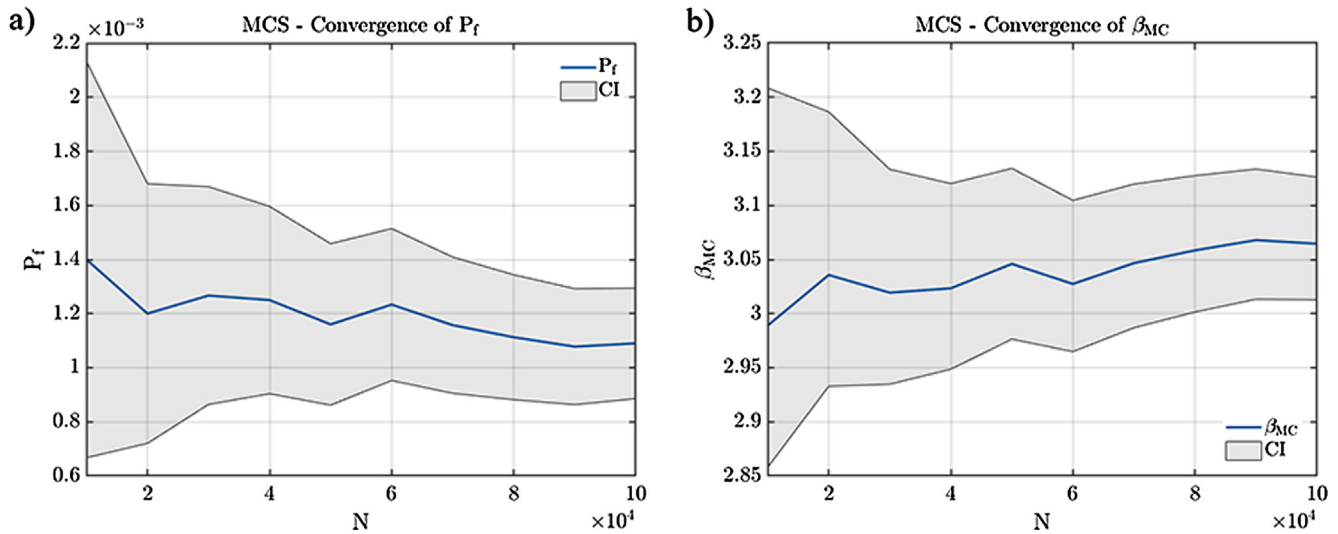 a)
×10⁻³
MCS - Convergence of P_f
2.2
2
1.8
1.6
1.4
1.2
1
0.8
0.6
P_f
P_f
CI
2 4 6 8 10
N
×10⁴
b)
MCS - Convergence of β_MC
3.25
3.2
3.15
3.1
3.05
3
2.95
2.9
2.85
β_MC
β_MC
CI
2 4 6 8 10
N
×10⁴